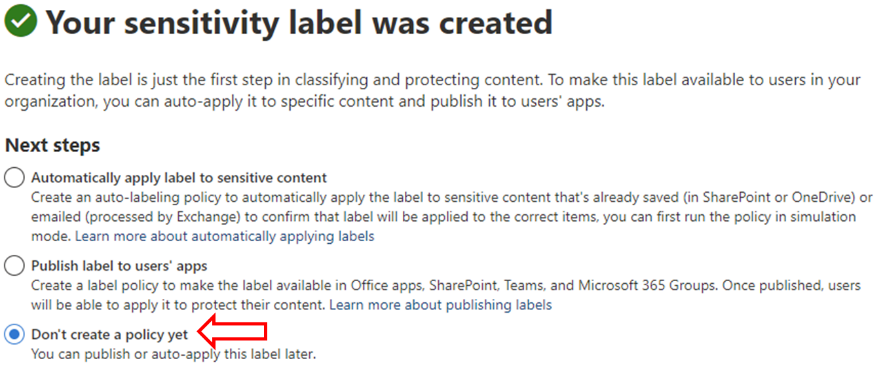 Your sensitivity label was created
Creating the label is just the first step in classifying and protecting content. To make this label available to users in your
organization, you can auto-apply it to specific content and publish it to users' apps.
Next steps
Automatically apply label to sensitive content
Create an auto-labeling policy to automatically apply the label to sensitive content that's already saved (in SharePoint or OneDrive) or
emailed (processed by Exchange) to confirm that label will be applied to the correct items, you can first run the policy in simulation
mode. Learn more about automatically applying labels
Publish label to users' apps
Create a label policy to make the label available in Office apps, SharePoint, Teams, and Microsoft 365 Groups. Once published, users
will be able to apply it to protect their content. Learn more about publishing labels
Don't create a policy yet
You can publish or auto-apply this label later.